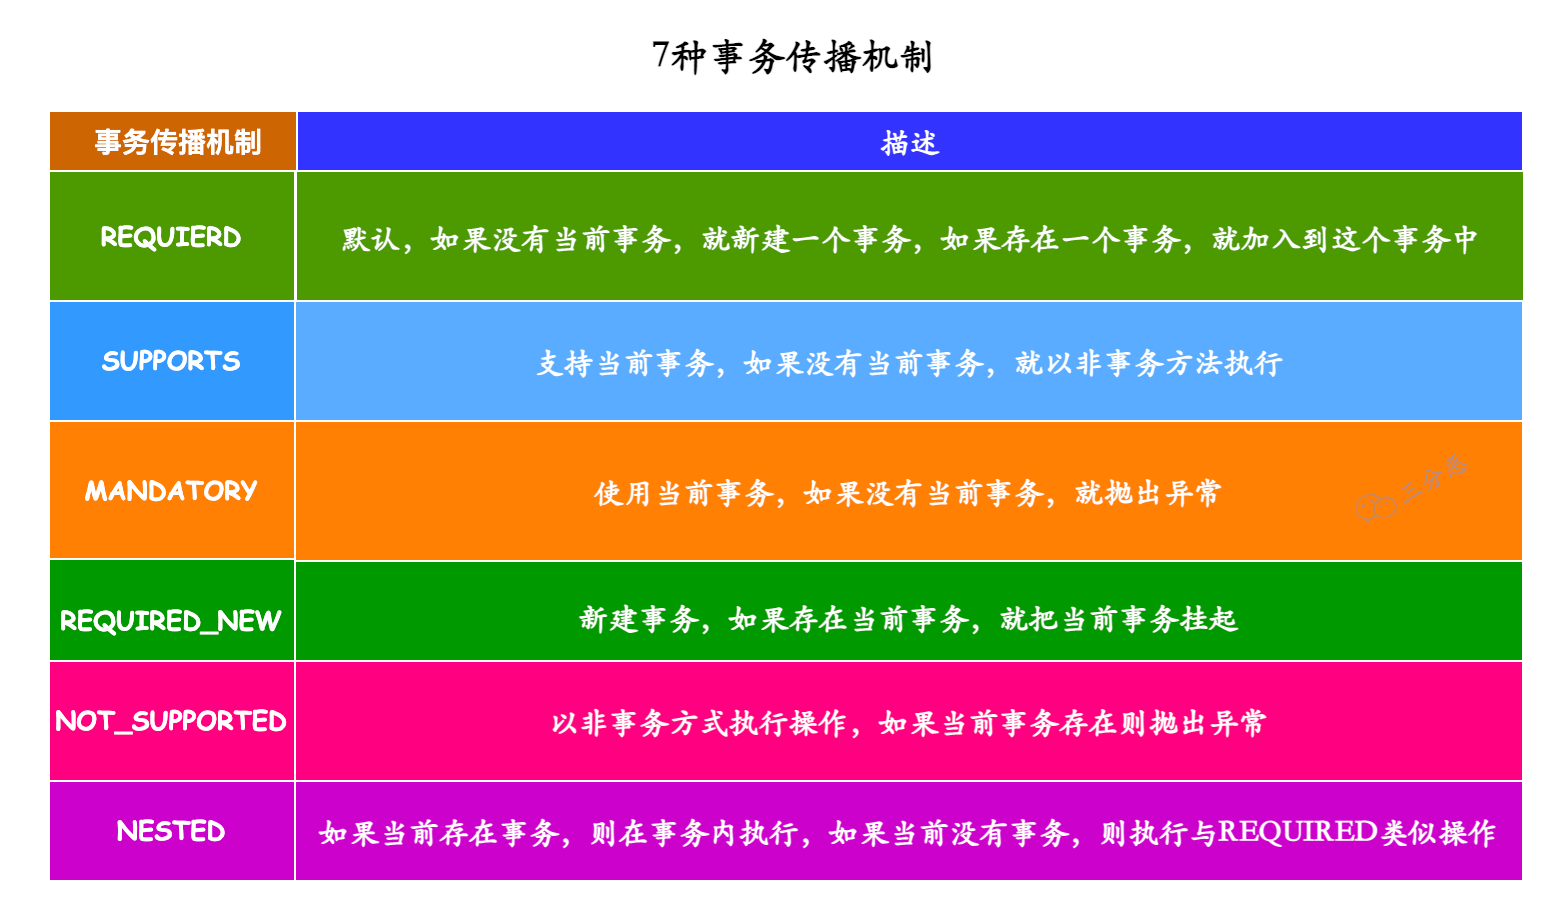 7种事务传播机制
事务传播机制
描述
REQUIERD
默认，如果没有当前事务，就新建一个事务，如果存在一个事务，就加入到这个事务中
SUPPORTS
支持当前事务，如果没有当前事务，就以非事务方法执行
MANDATORY
使用当前事务，如果没有当前事务，就抛出异常
三分恶
REQUIRED_NEW
新建事务，如果存在当前事务，就把当前事务挂起
NOT_SUPPORTED
以非事务方式执行操作，如果当前事务存在则抛出异常
NESTED
如果当前存在事务，则在事务内执行，如果当前没有事务，则执行与REQUIRED类似操作